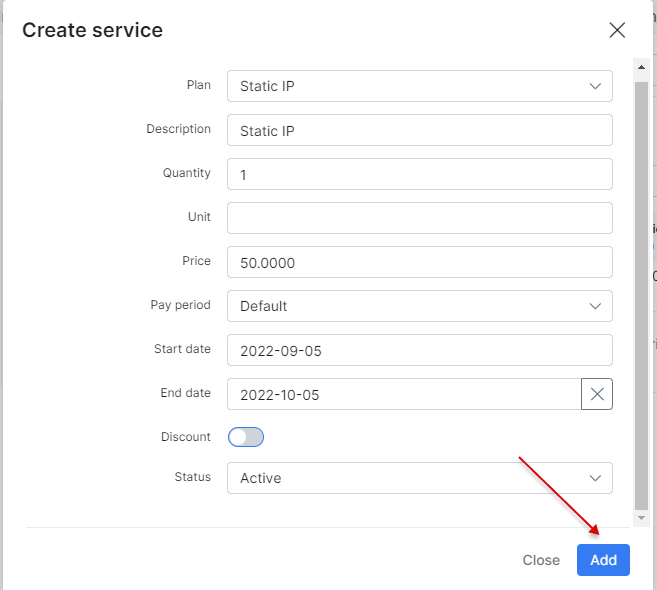 Create service
Plan Static IP
Description Static IP
Quantity 1
Unit
Price 50.0000
Pay period Default
Start date 2022-09-05
End date 2022-10-05
Discount
Status Active
Close Add